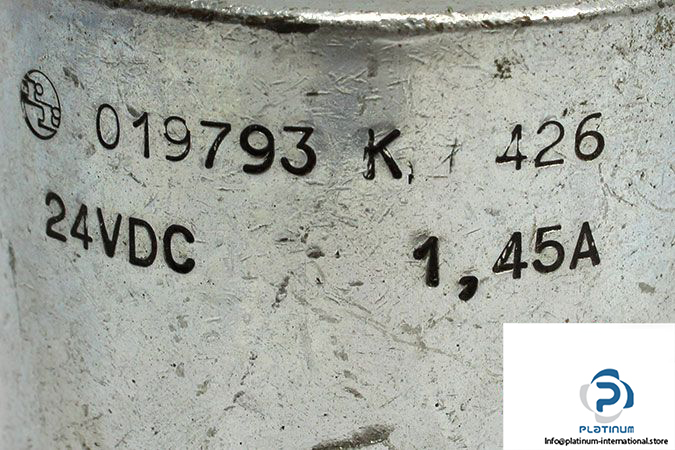 019793 K. 426
24VDC 1,45A
PLATINUM
Info@platinum-international.store